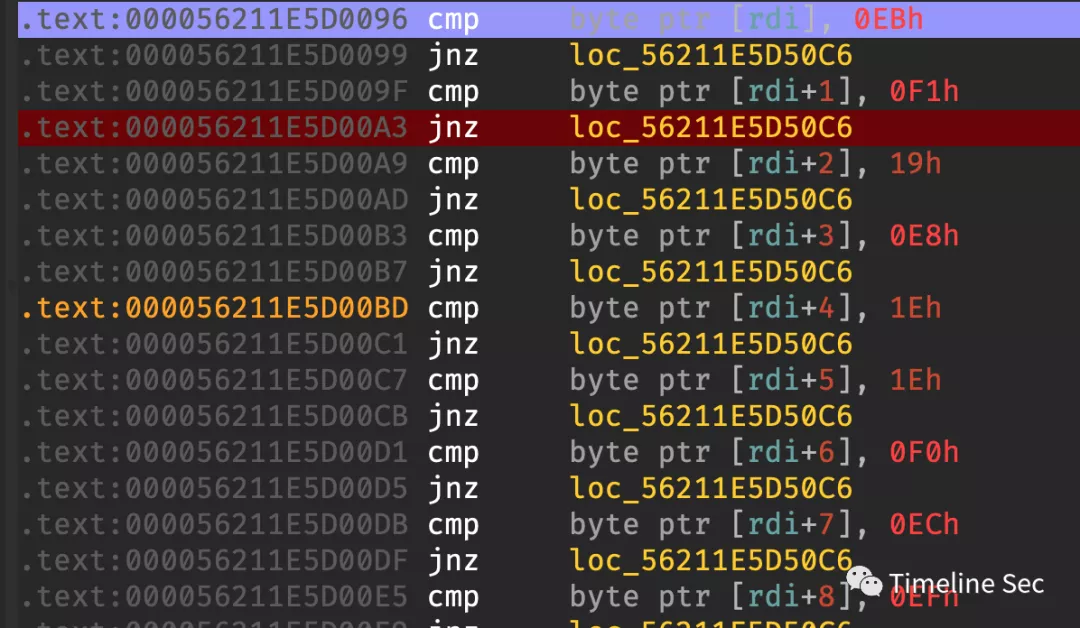 .text:000056211E5D0096 cmp byte ptr [rdi], 0EBh
.text:000056211E5D0099 jnz loc_56211E5D50C6
.text:000056211E5D009F cmp byte ptr [rdi+1], 0F1h
.text:000056211E5D00A3 jnz loc_56211E5D50C6
.text:000056211E5D00A9 cmp byte ptr [rdi+2], 19h
.text:000056211E5D00AD jnz loc_56211E5D50C6
.text:000056211E5D00B3 cmp byte ptr [rdi+3], 0E8h
.text:000056211E5D00B7 jnz loc_56211E5D50C6
.text:000056211E5D00BD cmp byte ptr [rdi+4], 1Eh
.text:000056211E5D00C1 jnz loc_56211E5D50C6
.text:000056211E5D00C7 cmp byte ptr [rdi+5], 1Eh
.text:000056211E5D00CB jnz loc_56211E5D50C6
.text:000056211E5D00D1 cmp byte ptr [rdi+6], 0F0h
.text:000056211E5D00D5 jnz loc_56211E5D50C6
.text:000056211E5D00DB cmp byte ptr [rdi+7], 0ECh
.text:000056211E5D00DF jnz loc_56211E5D50C6
Timeline Sec
.text:000056211E5D00E5 cmp byte ptr [rdi+8], 0EFh